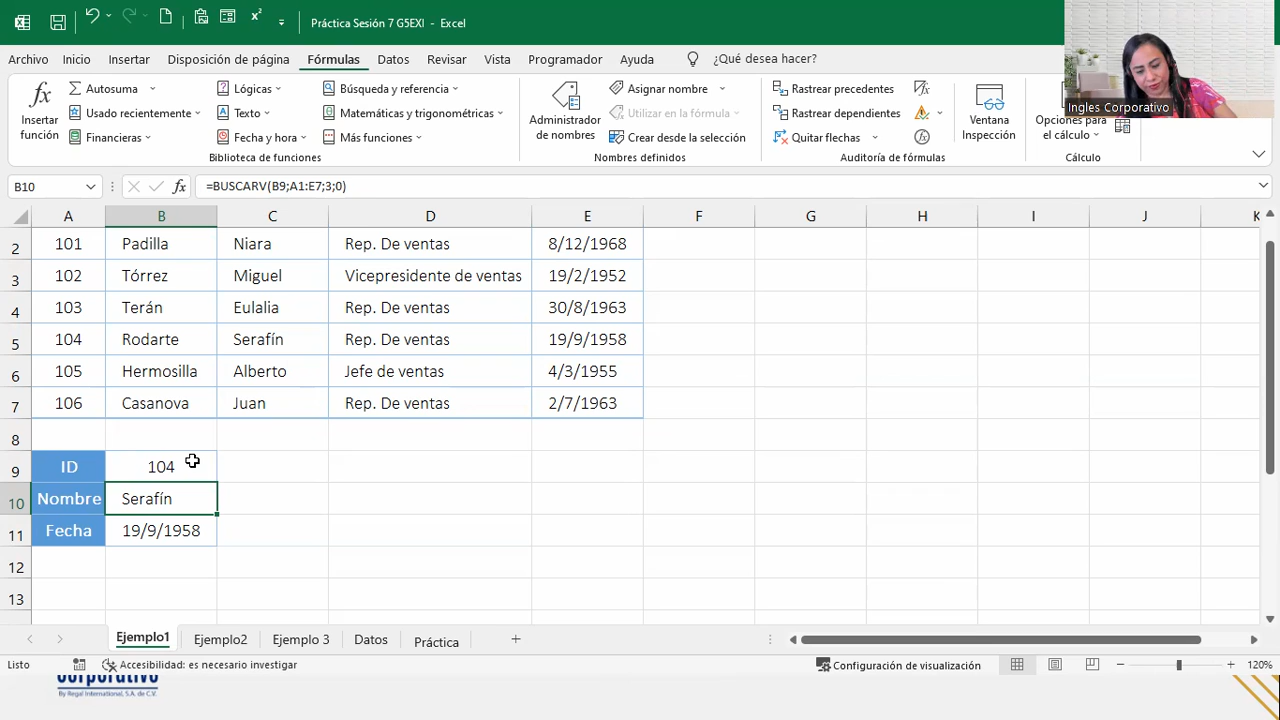 Práctica Sesión 7 G5EXI - Excel
Ingles Corporativo
Archivo Inicio Insertar Disposición de página Fórmulas Revisar Programador Ayuda ¿Qué desea hacer?
fx Insertar función
Autosuma
Usado recientemente
Financieras
Lógicas
Texto
Fecha y hora
Búsqueda y referencia
Matemáticas y trigonométricas
Más funciones
Biblioteca de funciones
Administrador de nombres
Asignar nombre
Utilizar en la fórmula
Crear desde la selección
Nombres definidos
Rastrear precedentes
Rastrear dependientes
Quitar flechas
Auditoría de fórmulas
Ventana Inspección
Opciones para el cálculo
Cálculo
B10 fx =BUSCARV(B9;A1:E7;3;0)
A B C D E F G H I J K
2 101 Padilla Niara Rep. De ventas 8/12/1968
3 102 Tórrez Miguel Vicepresidente de ventas 19/2/1952
4 103 Terán Eulalia Rep. De ventas 30/8/1963
5 104 Rodarte Serafín Rep. De ventas 19/9/1958
6 105 Hermosilla Alberto Jefe de ventas 4/3/1955
7 106 Casanova Juan Rep. De ventas 2/7/1963
8
9 ID 104
10 Nombre Serafín
11 Fecha 19/9/1958
12
13
Ejemplo1 Ejemplo2 Ejemplo 3 Datos Práctica
Listo Accesibilidad: es necesario investigar Configuración de visualización 120%
By Regal International, S.A. de C.V.